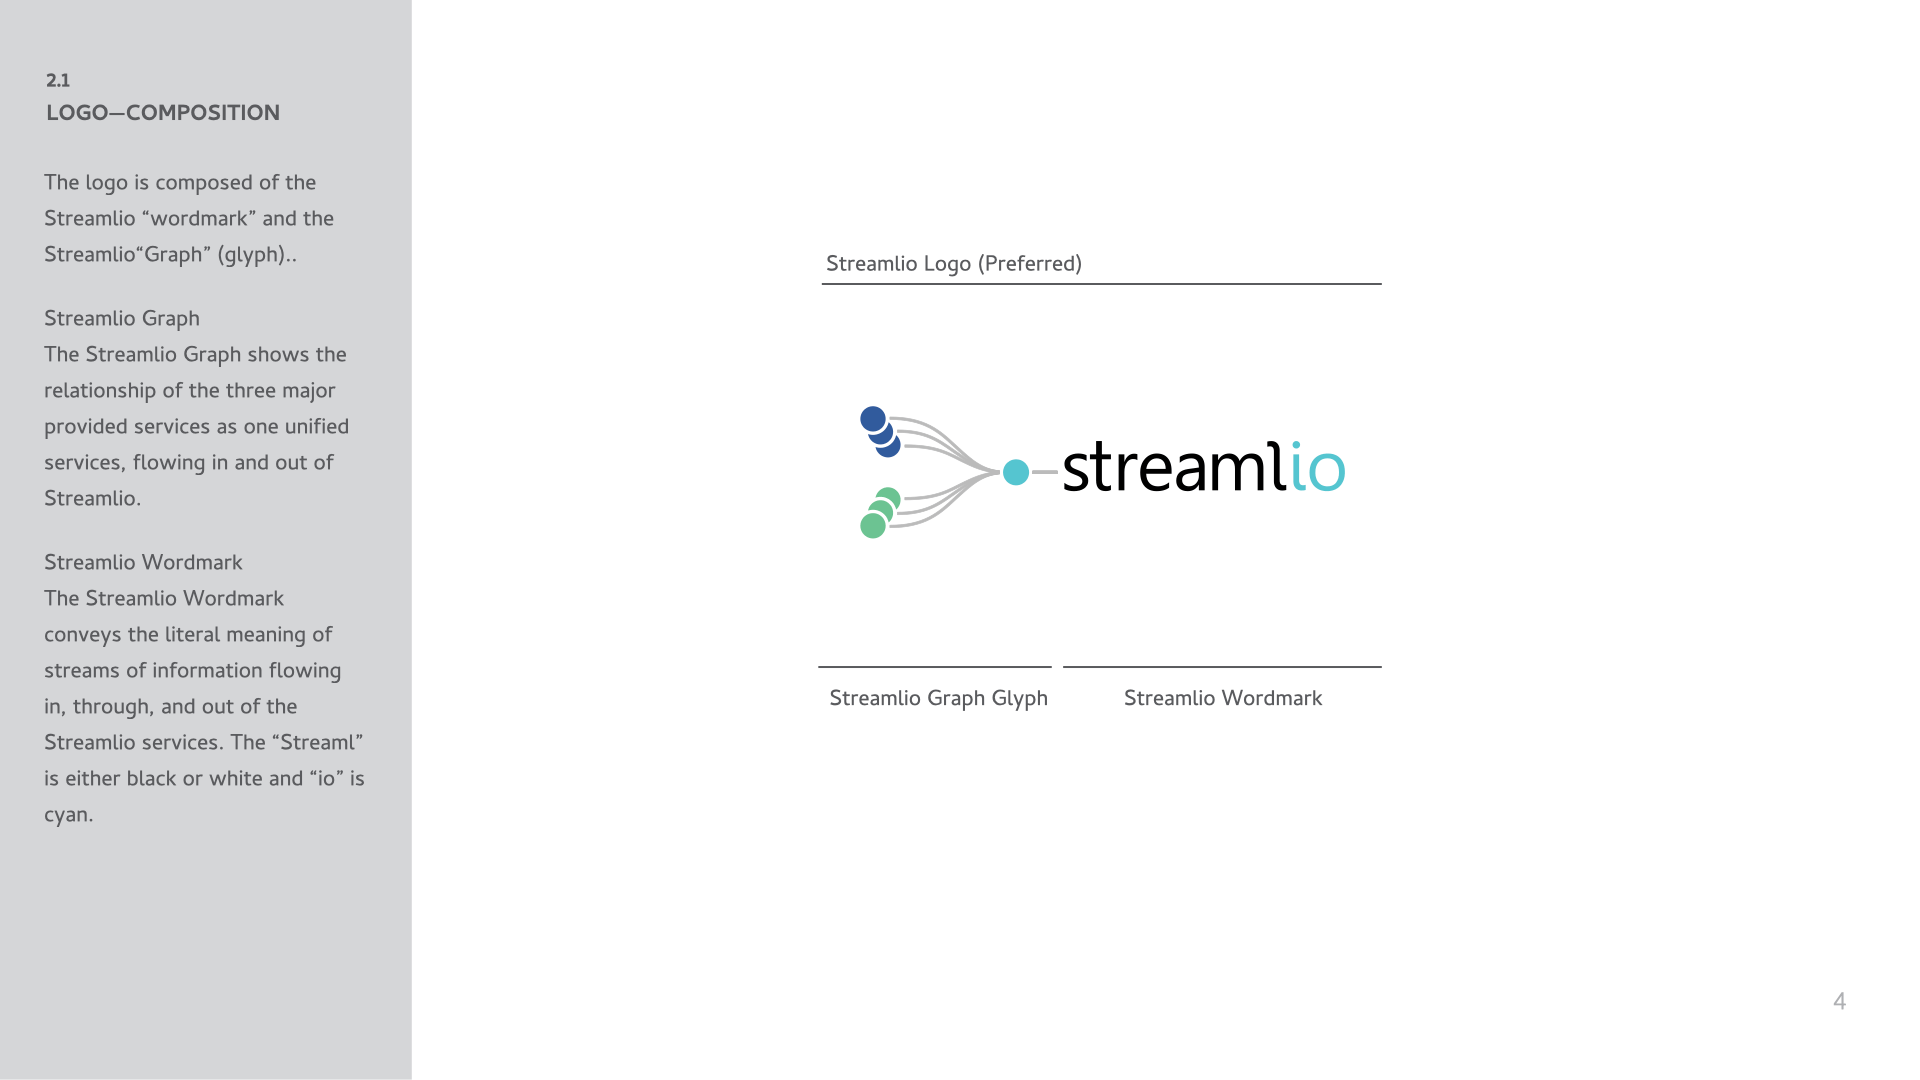 2.1
LOGO—COMPOSITION
The logo is composed of the
Streamlio “wordmark” and the
Streamlio“Graph” (glyph)..
Streamlio Graph
The Streamlio Graph shows the
relationship of the three major
provided services as one unified
services, flowing in and out of
Streamlio.
Streamlio Wordmark
The Streamlio Wordmark
conveys the literal meaning of
streams of information flowing
in, through, and out of the
Streamlio services. The “Streaml”
is either black or white and “io” is
cyan.
Streamlio Logo (Preferred)
streamlio
Streamlio Graph Glyph
Streamlio Wordmark
4